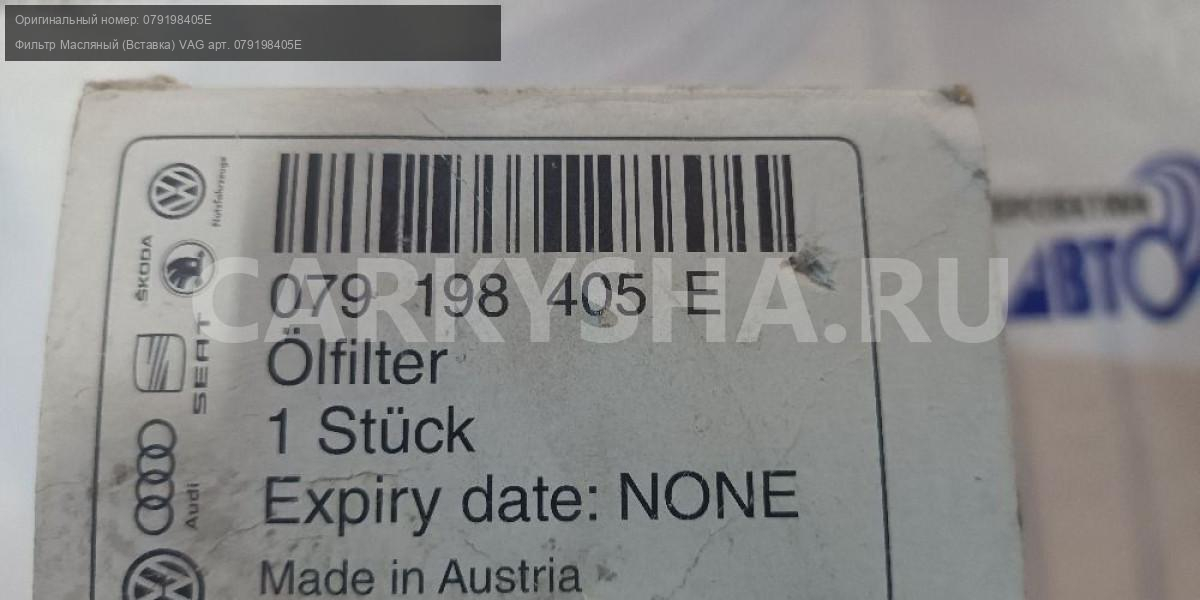 Оригинальный номер: 079198405E
Фильтр Масляный (Вставка) VAG арт. 079198405E
Nutzfahrzeuge
ŠKODA
SEAT
Audi
079 198 405 E
Ölfilter
1 Stück
Expiry date: NONE
Made in Austria
CARKYSHA.RU
АВТО